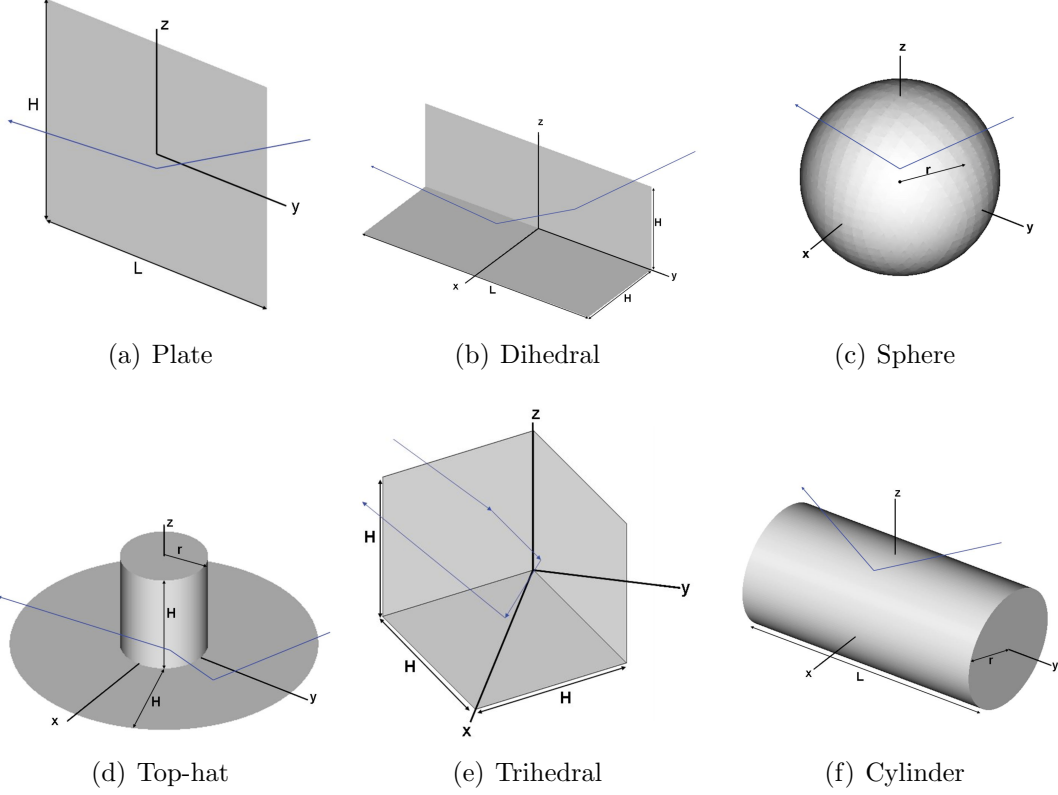 z
H
y
L
(a) Plate
z
H
y
x
L
H
(b) Dihedral
z
r
y
x
(c) Sphere
z
r
H
H
x
y
(d) Top-hat
z
H
y
H
H
x
(e) Trihedral
z
r
y
x
L
(f) Cylinder